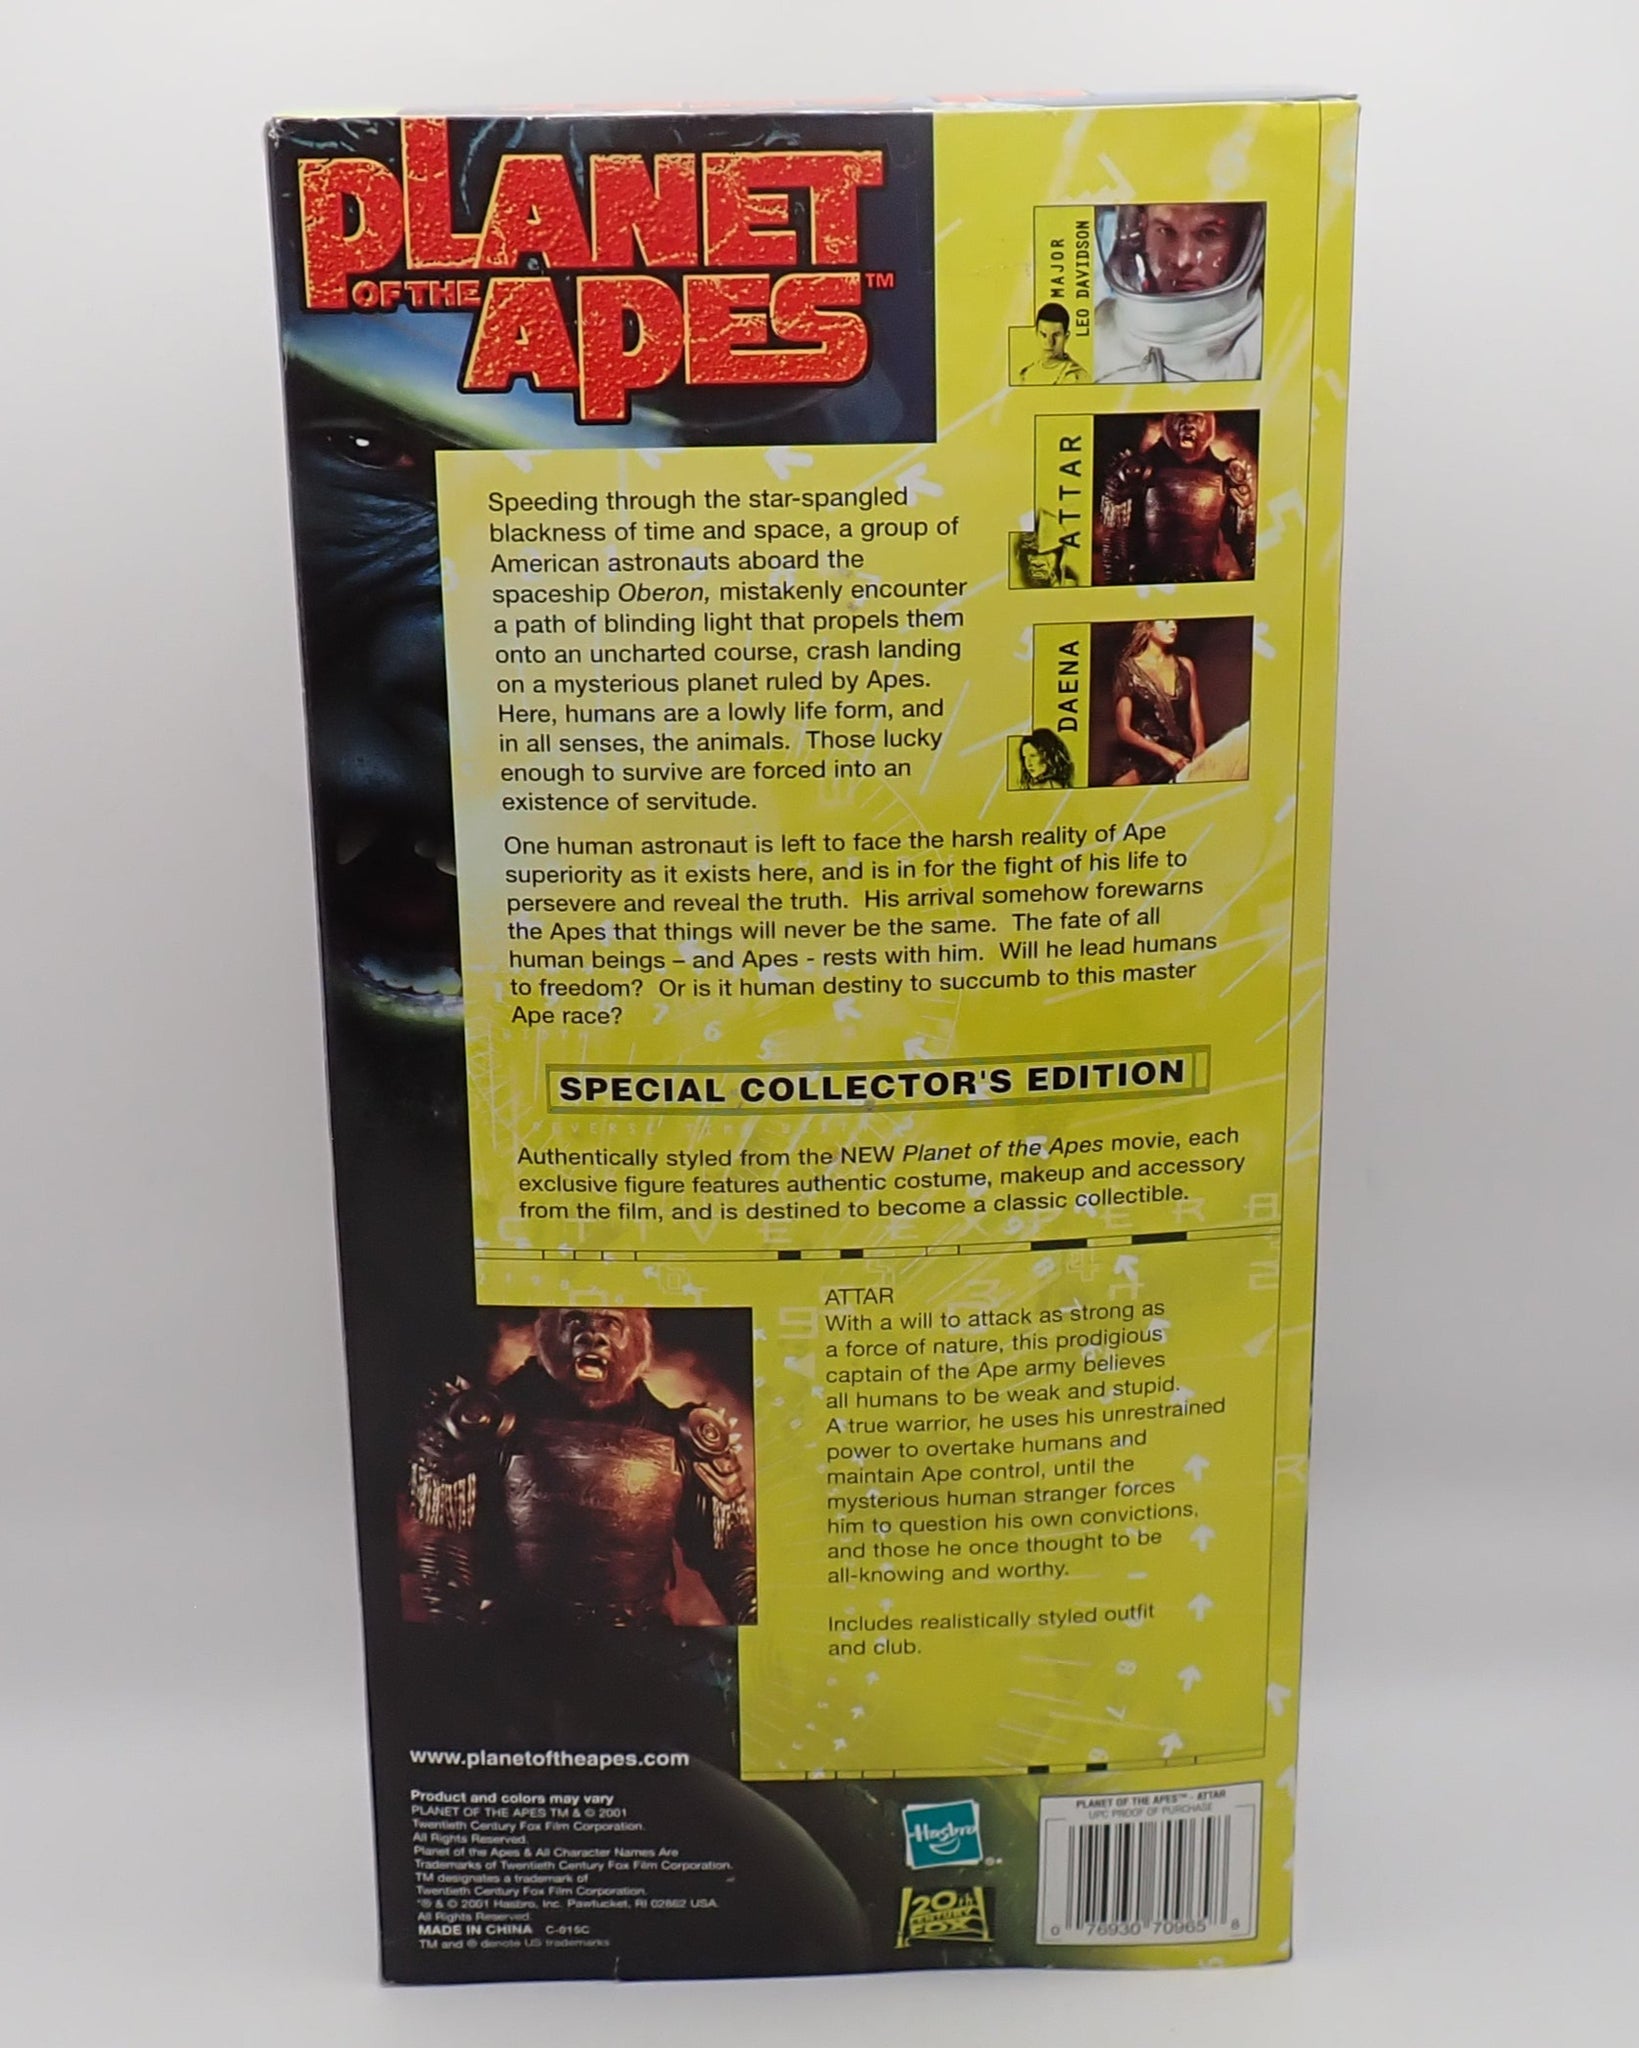 PLANET
OF THE
APES™
MAJOR
LEO DAVIDSON
ATTAR
DAENA
Speeding through the star-spangled
blackness of time and space, a group of
American astronauts aboard the
spaceship Oberon, mistakenly encounter
a path of blinding light that propels them
onto an uncharted course, crash landing
on a mysterious planet ruled by Apes.
Here, humans are a lowly life form, and
in all senses, the animals. Those lucky
enough to survive are forced into an
existence of servitude.
One human astronaut is left to face the harsh reality of Ape
superiority as it exists here, and is in for the fight of his life to
persevere and reveal the truth. His arrival somehow forewarns
the Apes that things will never be the same. The fate of all
human beings – and Apes - rests with him. Will he lead humans
to freedom? Or is it human destiny to succumb to this master
Ape race?
SPECIAL COLLECTOR'S EDITION
Authentically styled from the NEW Planet of the Apes movie, each
exclusive figure features authentic costume, makeup and accessory
from the film, and is destined to become a classic collectible.
ATTAR
With a will to attack as strong as
a force of nature, this prodigious
captain of the Ape army believes
all humans to be weak and stupid.
A true warrior, he uses his unrestrained
power to overtake humans and
maintain Ape control, until the
mysterious human stranger forces
him to question his own convictions,
and those he once thought to be
all-knowing and worthy.
Includes realistically styled outfit
and club.
www.planetoftheapes.com
Product and colors may vary
PLANET OF THE APES TM & © 2001
Twentieth Century Fox Film Corporation.
All Rights Reserved.
Planet of the Apes & All Character Names Are
Trademarks of Twentieth Century Fox Film Corporation.
TM designates a trademark of
Twentieth Century Fox Film Corporation.
*® & © 2001 Hasbro, Inc. Pawtucket, RI 02862 USA.
All Rights Reserved.
MADE IN CHINA C-015C
TM and ® denote US trademarks
Hasbro
®*
20th
CENTURY
FOX
PLANET OF THE APES™ - ATTAR
UPC PROOF OF PURCHASE
0 76930 70965 8